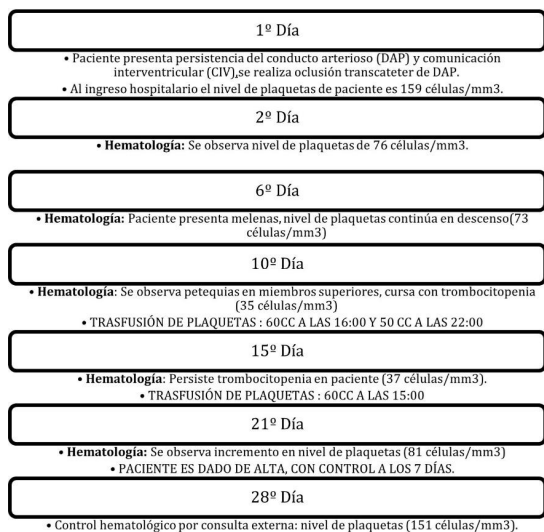 1º Día
• Paciente presenta persistencia del conducto arterioso (DAP) y comunicación
interventricular (CIV),se realiza oclusión transcateter de DAP.
• Al ingreso hospitalario el nivel de plaquetas de paciente es 159 células/mm3.
2º Día
• Hematología: Se observa nivel de plaquetas de 76 células/mm3.
6º Día
• Hematología: Paciente presenta melenas, nivel de plaquetas continúa en descenso(73
células/mm3)
10º Día
• Hematología: Se observa petequias en miembros superiores, cursa con trombocitopenia
(35 células/mm3)
• TRASFUSIÓN DE PLAQUETAS : 60CC A LAS 16:00 Y 50 CC A LAS 22:00
15º Día
• Hematología: Persiste trombocitopenia en paciente (37 células/mm3).
• TRASFUSIÓN DE PLAQUETAS : 60CC A LAS 15:00
21º Día
• Hematología: Se observa incremento en nivel de plaquetas (81 células/mm3)
• PACIENTE ES DADO DE ALTA, CON CONTROL A LOS 7 DÍAS.
28º Día
• Control hematológico por consulta externa: nivel de plaquetas (151 células/mm3).